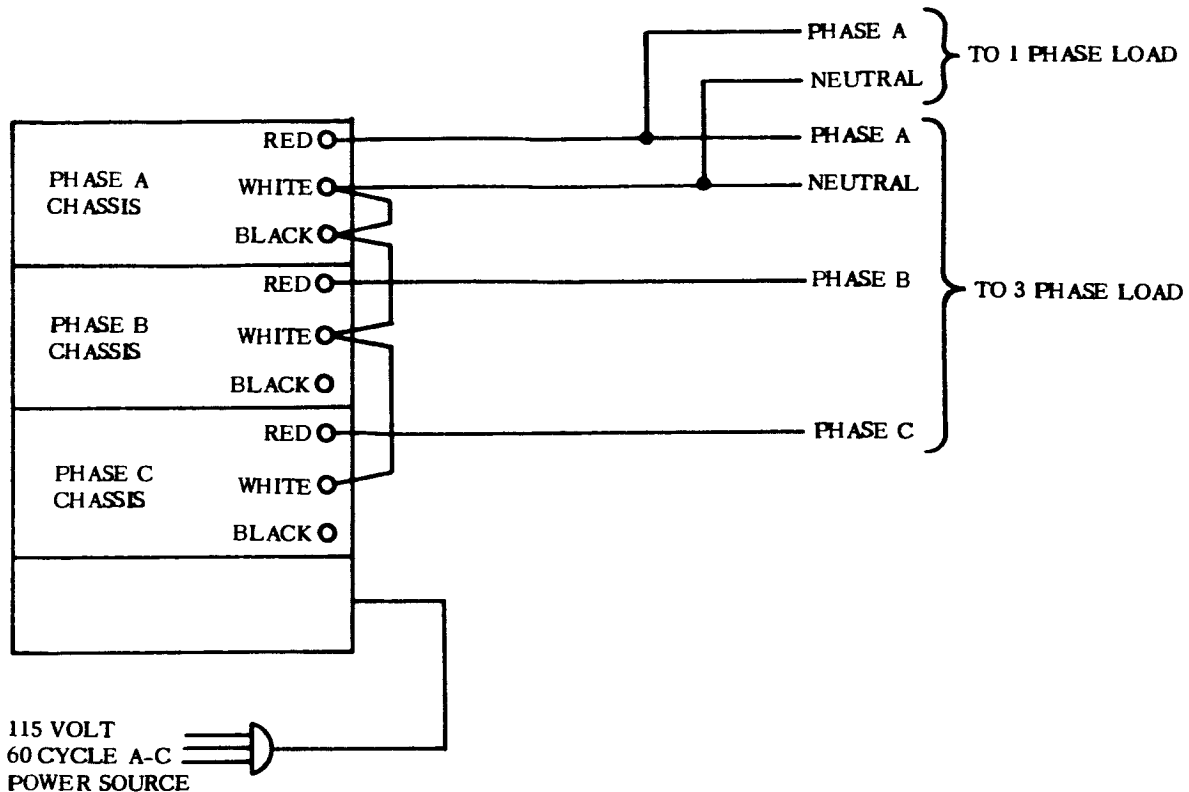 PHASE A
TO 1 PHASE LOAD
NEUTRAL
RED
PHASE A
PHASE A
CHASSIS
WHITE
NEUTRAL
BLACK
RED
PHASE B
TO 3 PHASE LOAD
PHASE B
CHASSIS
WHITE
BLACK
RED
PHASE C
PHASE C
CHASSIS
WHITE
BLACK
115 VOLT
60 CYCLE A-C
POWER SOURCE